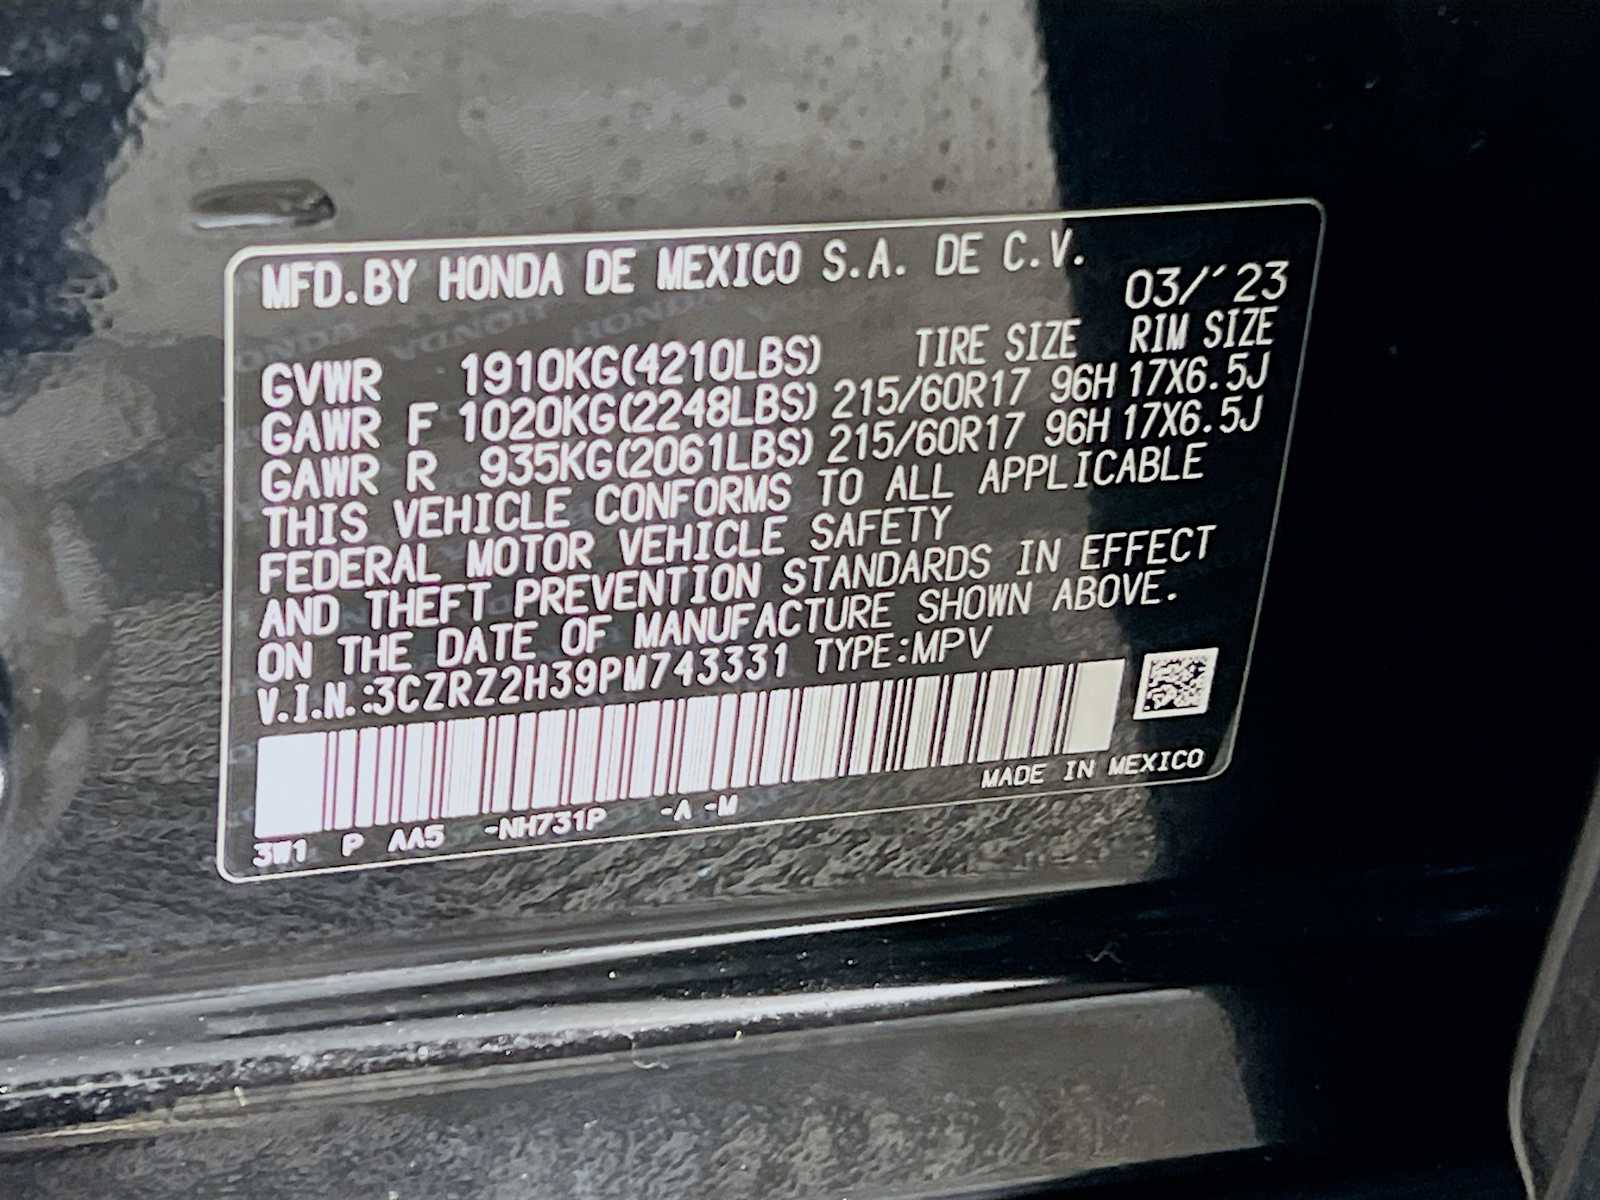 MFD.BY HONDA DE MEXICO S.A. DE C.V.
03/´23
TIRE SIZE RIM SIZE
GVWR 1910KG(4210LBS)
GAWR F 1020KG(2248LBS) 215/60R17 96H 17X6.5J
GAWR R 935KG(2061LBS) 215/60R17 96H 17X6.5J
THIS VEHICLE CONFORMS TO ALL APPLICABLE
FEDERAL MOTOR VEHICLE SAFETY
AND THEFT PREVENTION STANDARDS IN EFFECT
ON THE DATE OF MANUFACTURE SHOWN ABOVE.
V.I.N.:3CZRZ2H39PM743331 TYPE:MPV
MADE IN MEXICO
3W1 P AA5 -NH731P -A -M